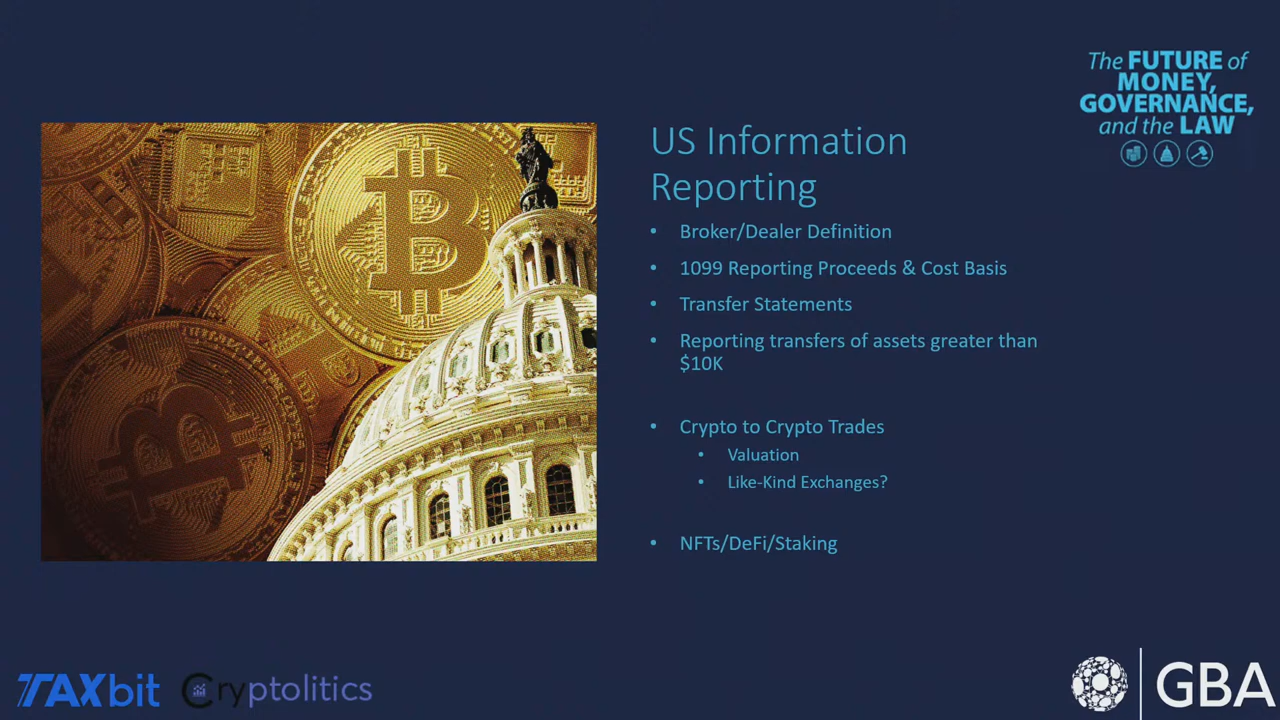 The FUTURE of
MONEY,
GOVERNANCE,
and the LAW
US Information
Reporting
• Broker/Dealer Definition
• 1099 Reporting Proceeds & Cost Basis
• Transfer Statements
• Reporting transfers of assets greater than
$10K
• Crypto to Crypto Trades
• Valuation
• Like-Kind Exchanges?
• NFTs/DeFi/Staking
TAXbit
Cryptolitics
GBA